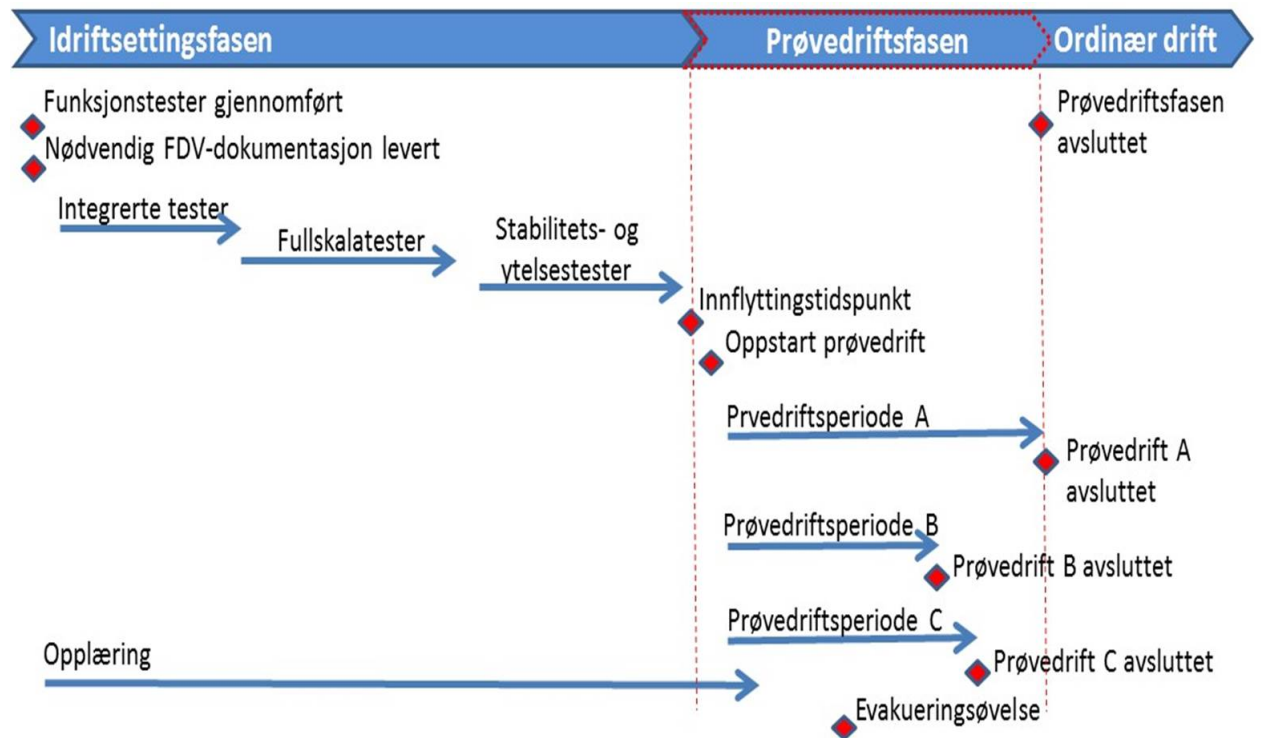 Idriftsettingsfasen
Prøvedriftsfasen
Ordinær drift
Funksjonstester gjennomført
Nødvendig FDV-dokumentasjon levert
Prøvedriftsfasen
avsluttet
Integrerte tester
Fullskalatester
Stabilitets- og
ytelsestester
Innflyttingstidspunkt
Oppstart prøvedrift
Prvedriftsperiode A
Prøvedrift A
avsluttet
Prøvedriftsperiode B
Prøvedrift B avsluttet
Prøvedriftsperiode C
Opplæring
Prøvedrift C avsluttet
Evakueringsøvelse